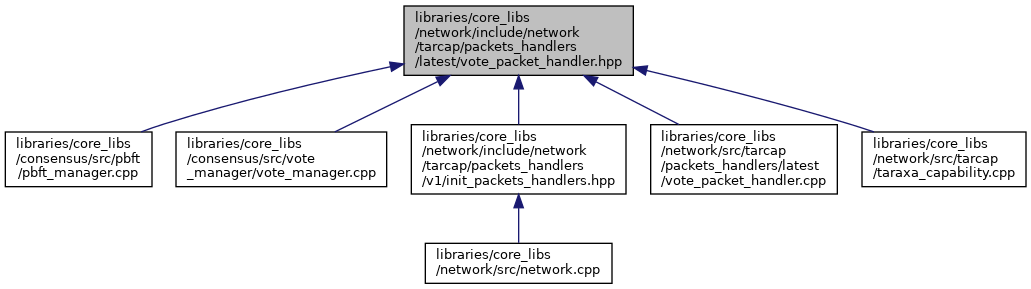 libraries/core_libs
/network/include/network
/tarcap/packets_handlers
/latest/vote_packet_handler.hpp
libraries/core_libs
/consensus/src/pbft
/pbft_manager.cpp
libraries/core_libs
/consensus/src/vote
_manager/vote_manager.cpp
libraries/core_libs
/network/include/network
/tarcap/packets_handlers
/v1/init_packets_handlers.hpp
libraries/core_libs
/network/src/tarcap
/packets_handlers/latest
/vote_packet_handler.cpp
libraries/core_libs
/network/src/tarcap
/taraxa_capability.cpp
libraries/core_libs
/network/src/network.cpp